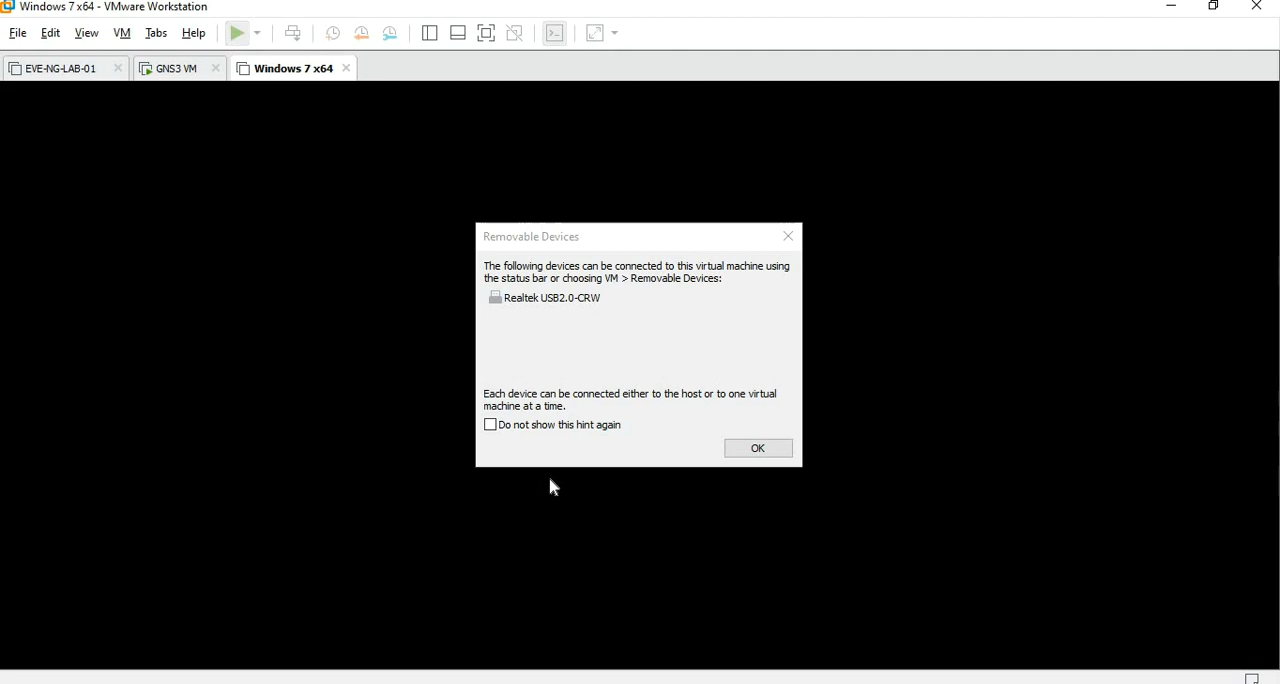 Windows 7 x64 - VMware Workstation
File Edit View VM Tabs Help
EVE-NG-LAB-01 GNS3 VM Windows 7 x64
Removable Devices
The following devices can be connected to this virtual machine using
the status bar or choosing VM > Removable Devices:
Realtek USB2.0-CRW
Each device can be connected either to the host or to one virtual
machine at a time.
Do not show this hint again
OK